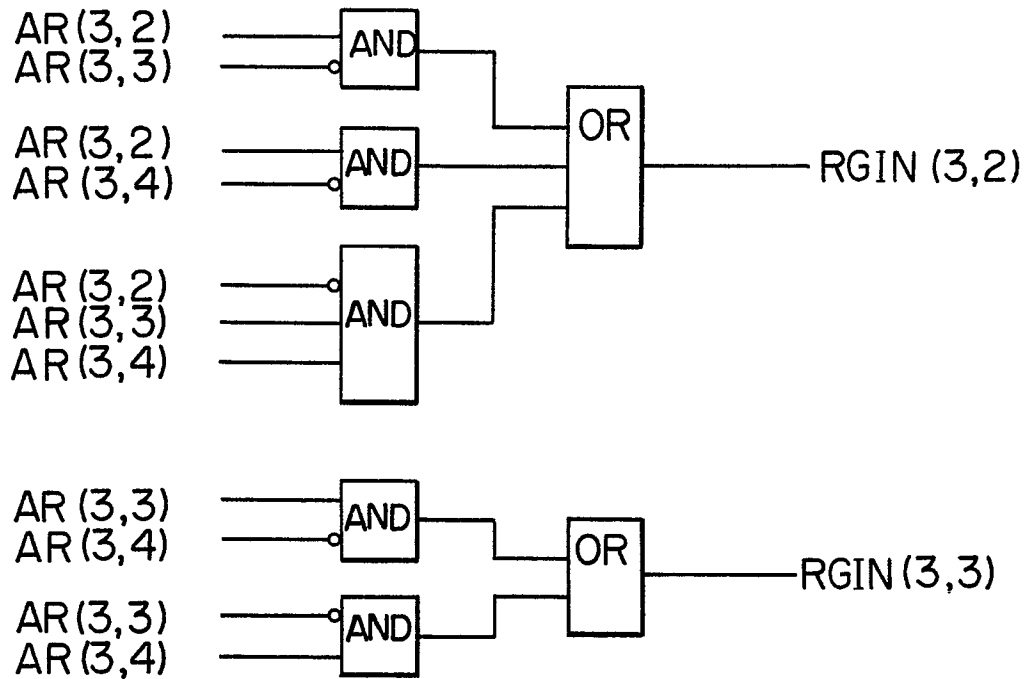 AR(3,2)
AR(3,3)
AND
AR(3,2)
AR(3,4)
AND
OR
RGIN (3,2)
AR(3,2)
AR(3,3)
AR(3,4)
AND
AR(3,3)
AR(3,4)
AND
AR(3,3)
AR(3,4)
AND
OR
RGIN(3,3)